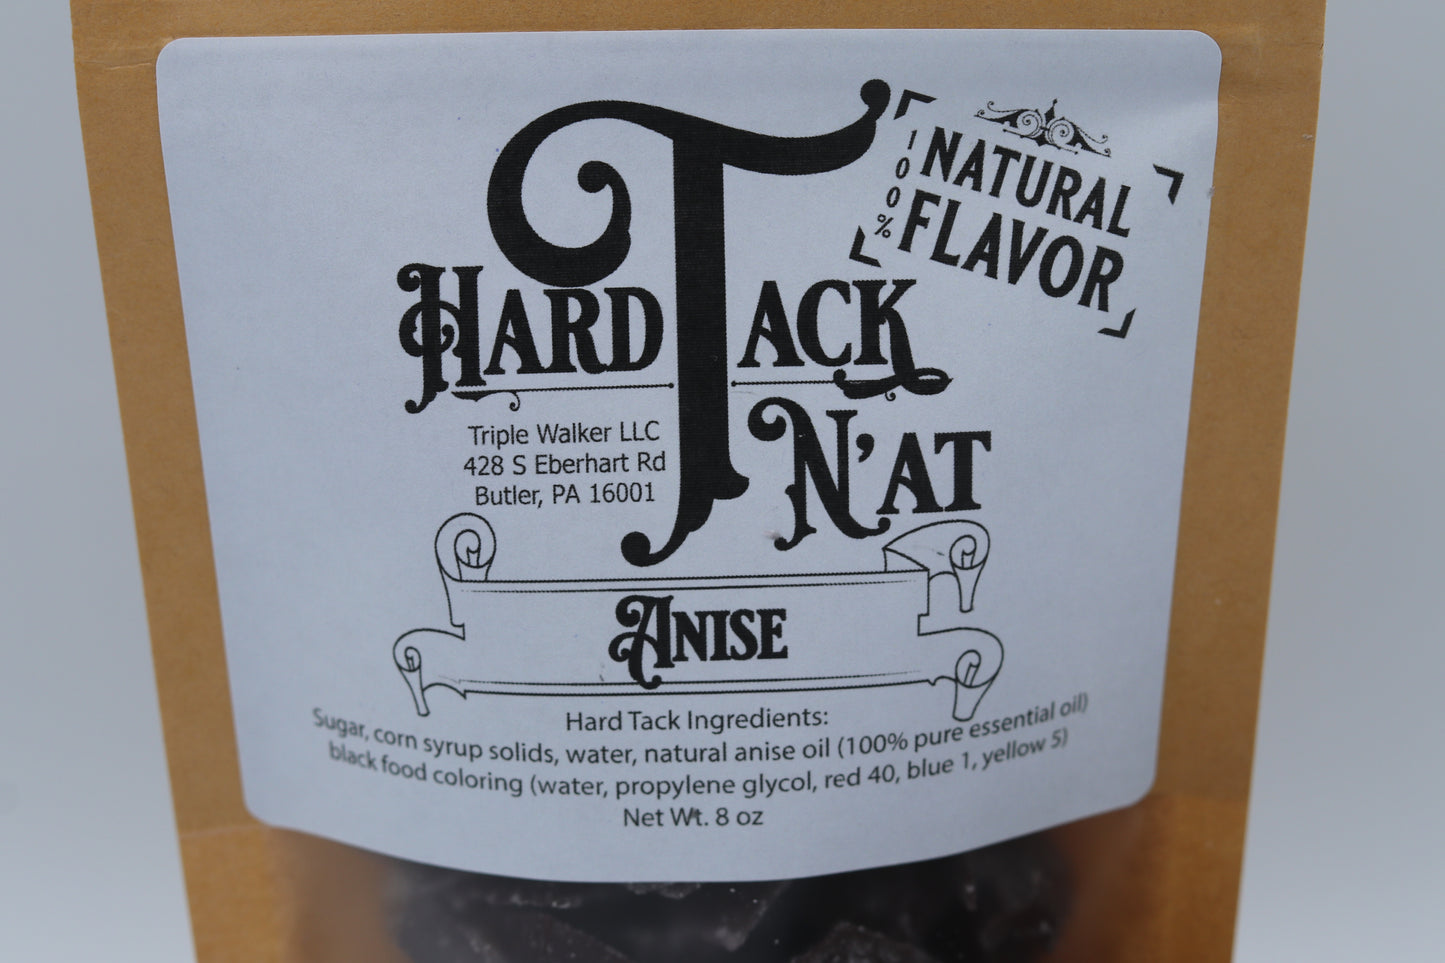 100%
NATURAL
FLAVOR
HARD TACK
N'AT
Triple Walker LLC
428 S Eberhart Rd
Butler, PA 16001
ANISE
Hard Tack Ingredients:
Sugar, corn syrup solids, water, natural anise oil (100% pure essential oil)
black food coloring (water, propylene glycol, red 40, blue 1, yellow 5)
Net Wt. 8 oz